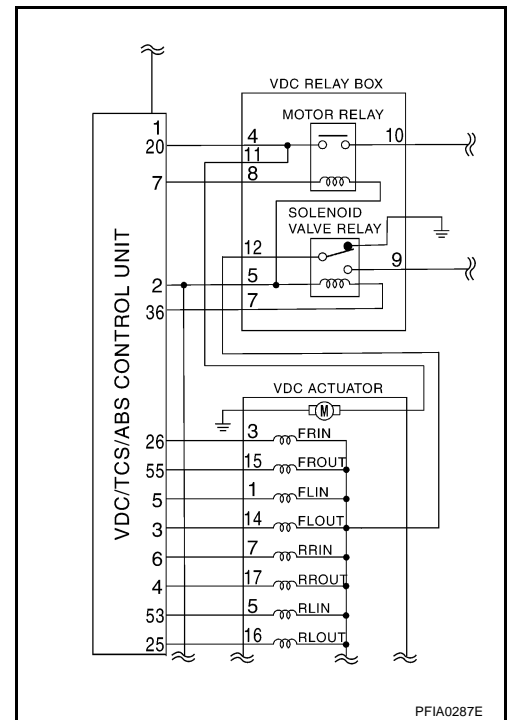 VDC RELAY BOX
MOTOR RELAY
1
20 4 10
11
7 8
SOLENOID
VALVE RELAY
12
9
2 5
36 7
VDC/TCS/ABS CONTROL UNIT
VDC ACTUATOR
M
26 3 FRIN
55 15 FROUT
5 1 FLIN
3 14 FLOUT
6 7 RRIN
4 17 RROUT
53 5 RLIN
25 16 RLOUT
PFIA0287E